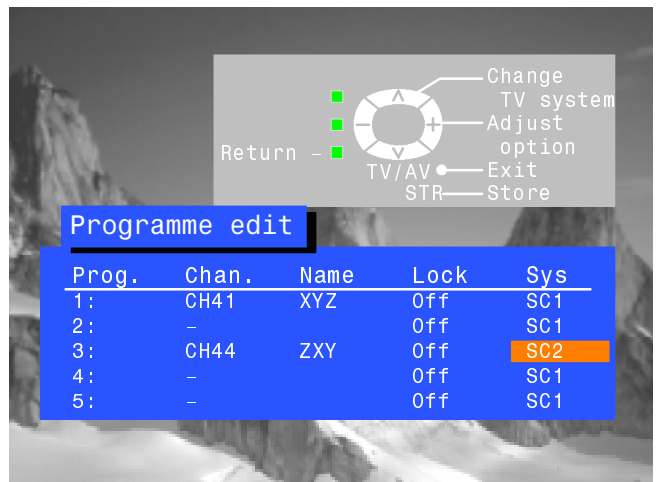 Change
TV system
Adjust
option
Return –
TV/AV Exit
STR Store
Programme edit
Prog. Chan. Name Lock Sys
1: CH41 XYZ Off SC1
2: – Off SC1
3: CH44 ZXY Off SC2
4: – Off SC1
5: – Off SC1